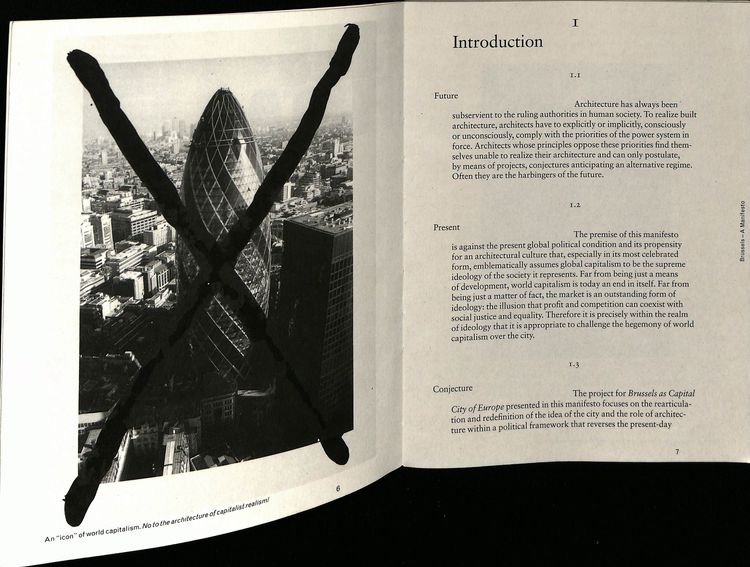 An "icon" of world capitalism. No to the architecture of capitalist realism!
6
1
Introduction
1.1
Future
Architecture has always been
subservient to the ruling authorities in human society. To realize built
architecture, architects have to explicitly or implicitly, consciously
or unconsciously, comply with the priorities of the power system in
force. Architects whose principles oppose these priorities find them-
selves unable to realize their architecture and can only postulate,
by means of projects, conjectures anticipating an alternative regime.
Often they are the harbingers of the future.
1.2
Present
The premise of this manifesto
is against the present global political condition and its propensity
for an architectural culture that, especially in its most celebrated
form, emblematically assumes global capitalism to be the supreme
ideology of the society it represents. Far from being just a means
of development, world capitalism is today an end in itself. Far from
being just a matter of fact, the market is an outstanding form of
ideology: the illusion that profit and competition can coexist with
social justice and equality. Therefore it is precisely within the realm
of ideology that it is appropriate to challenge the hegemony of world
capitalism over the city.
1.3
Conjecture
The project for Brussels as Capital
City of Europe presented in this manifesto focuses on the rearticula-
tion and redefinition of the idea of the city and the role of architec-
ture within a political framework that reverses the present-day
7
Brussels – A Manifesto